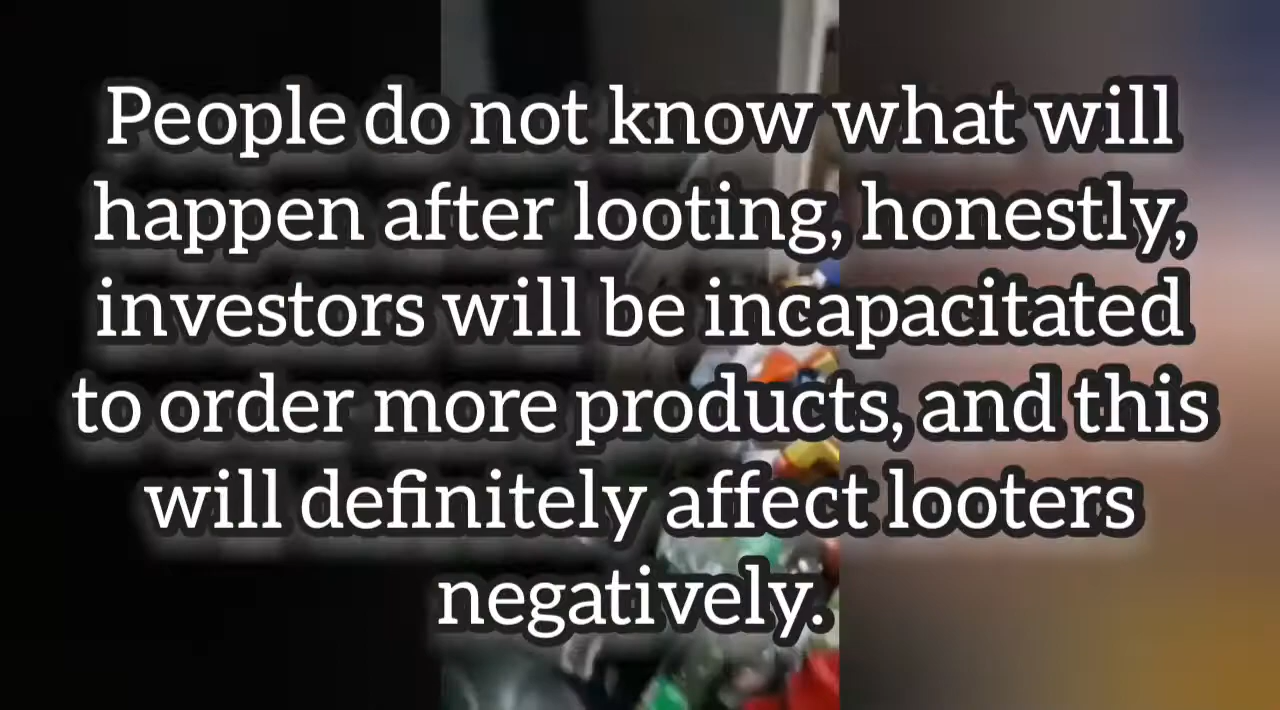 People do not know what will
happen after looting, honestly,
investors will be incapacitated
to order more products, and this
will definitely affect looters
negatively.